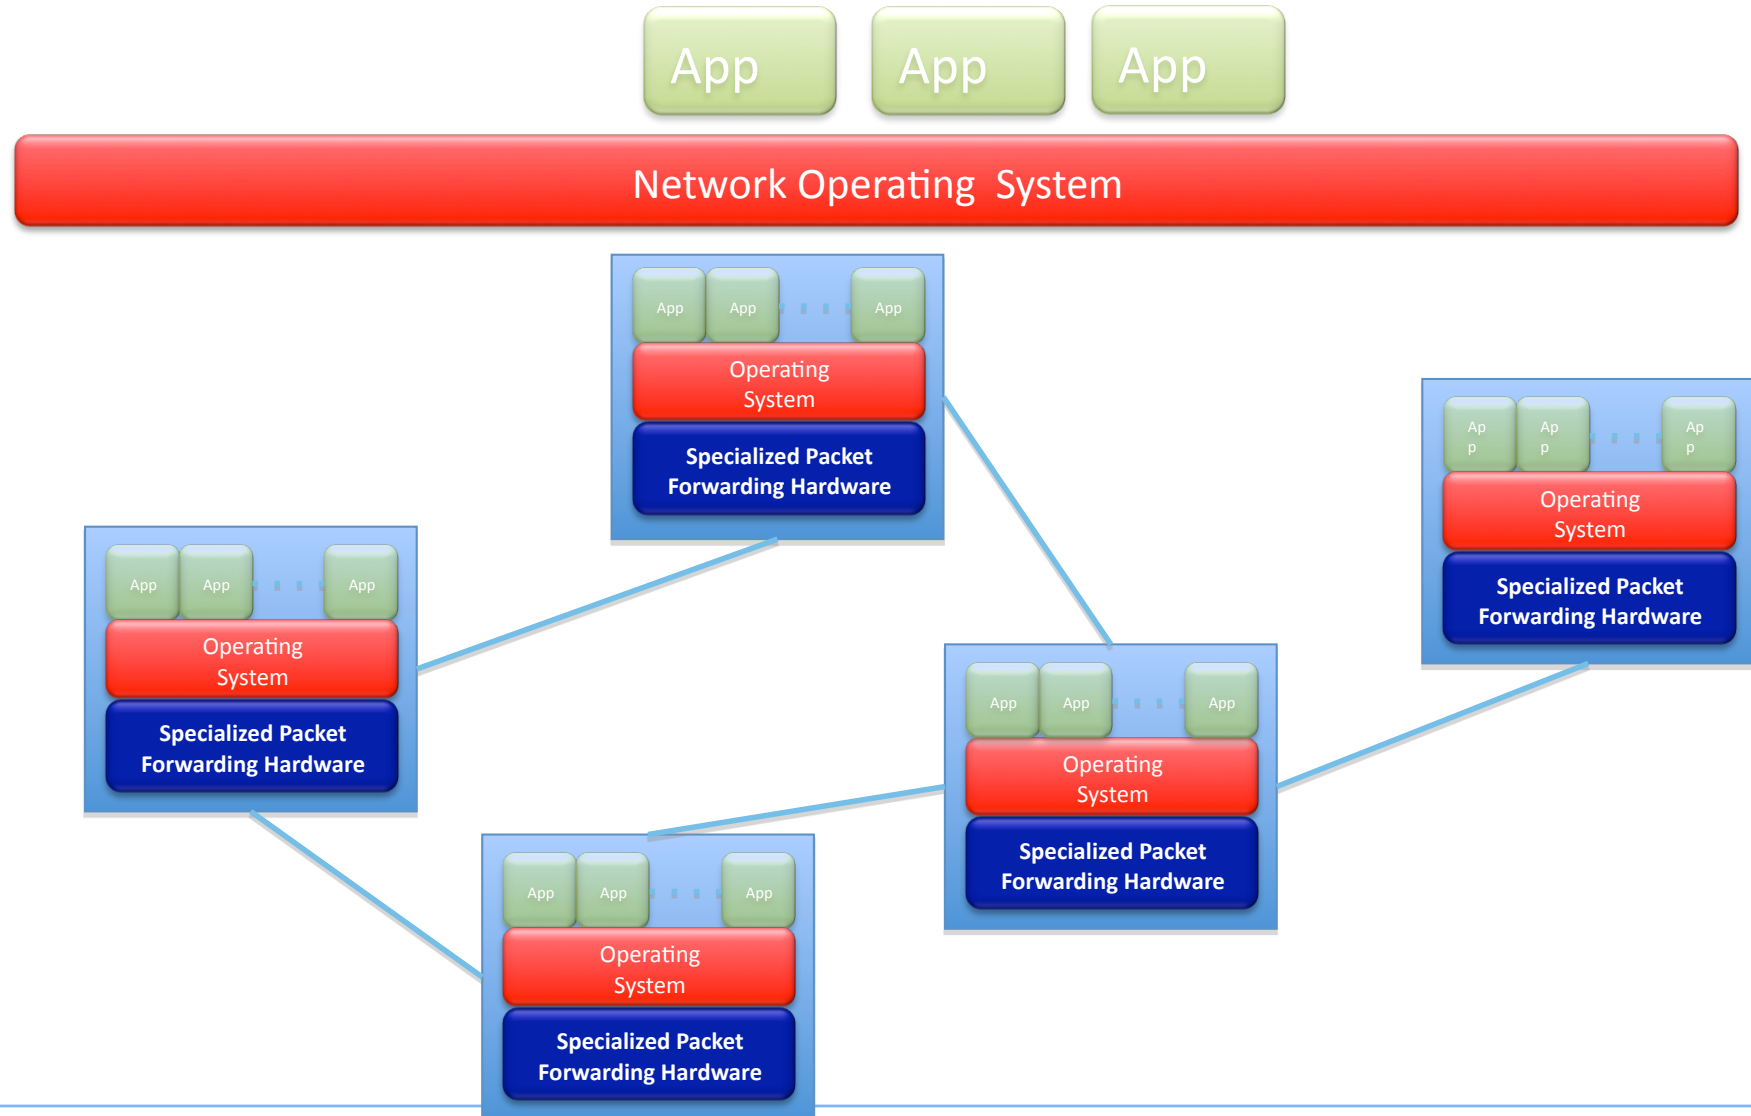 App
App
App
Network Operating  System
App
App
App
Operating
System
Specialized Packet
Forwarding Hardware
Ap
p
Ap
p
Ap
p
Operating
System
Specialized Packet
Forwarding Hardware
App
App
App
Operating
System
Specialized Packet
Forwarding Hardware
App
App
App
Operating
System
Specialized Packet
Forwarding Hardware
App
App
App
Operating
System
Specialized Packet
Forwarding Hardware